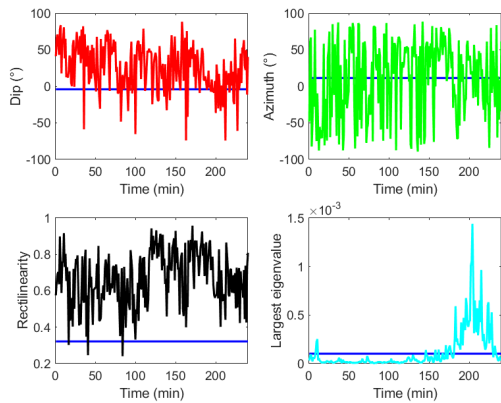 100
50
0
-50
-100
Dip (°)
0 50 100 150 200
Time (min)
100
50
0
-50
-100
Azimuth (°)
0 50 100 150 200
Time (min)
1
0.8
0.6
0.4
0.2
Rectilinearity
0 50 100 150 200
Time (min)
×10⁻³
1.5
1
0.5
0
Largest eigenvalue
0 50 100 150 200
Time (min)